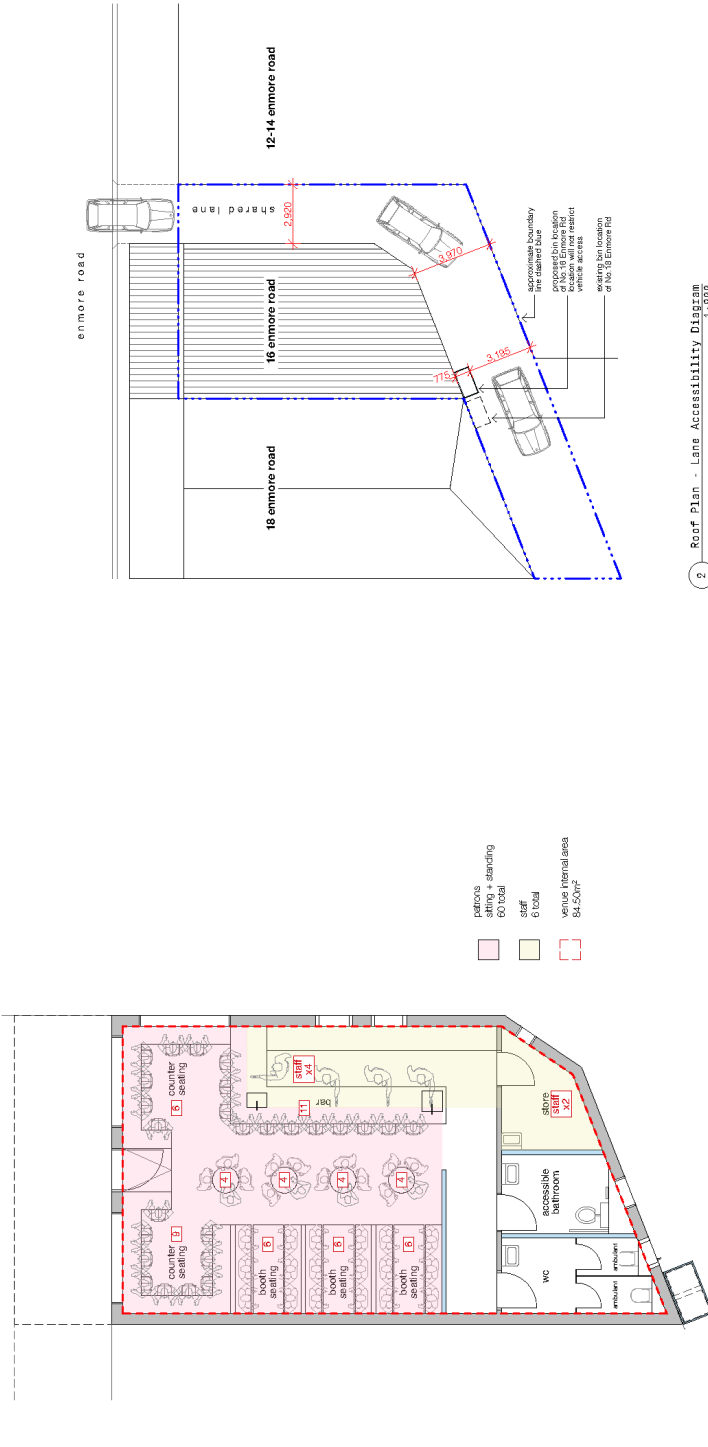 enmore road
12-14 enmore road
shared lane
2,920
16 enmore road
3,970
775
3,195
18 enmore road
approximate boundary
line dashed blue
proposed bin location
of No.16 Enmore Rd
location will not restrict
vehicle access
existing bin location
of No.18 Enmore Rd
2
Roof Plan - Lane Accessibility Diagram
patrons
sitting + standing
60 total
staff
6 total
venue internal area
84.50m²
9
counter
seating
6
counter
seating
6
booth
seating
6
booth
seating
6
booth
seating
4
4
4
4
11
bar
staff
x4
store
staff
x2
accessible
bathroom
wc
ambulant
ambulant